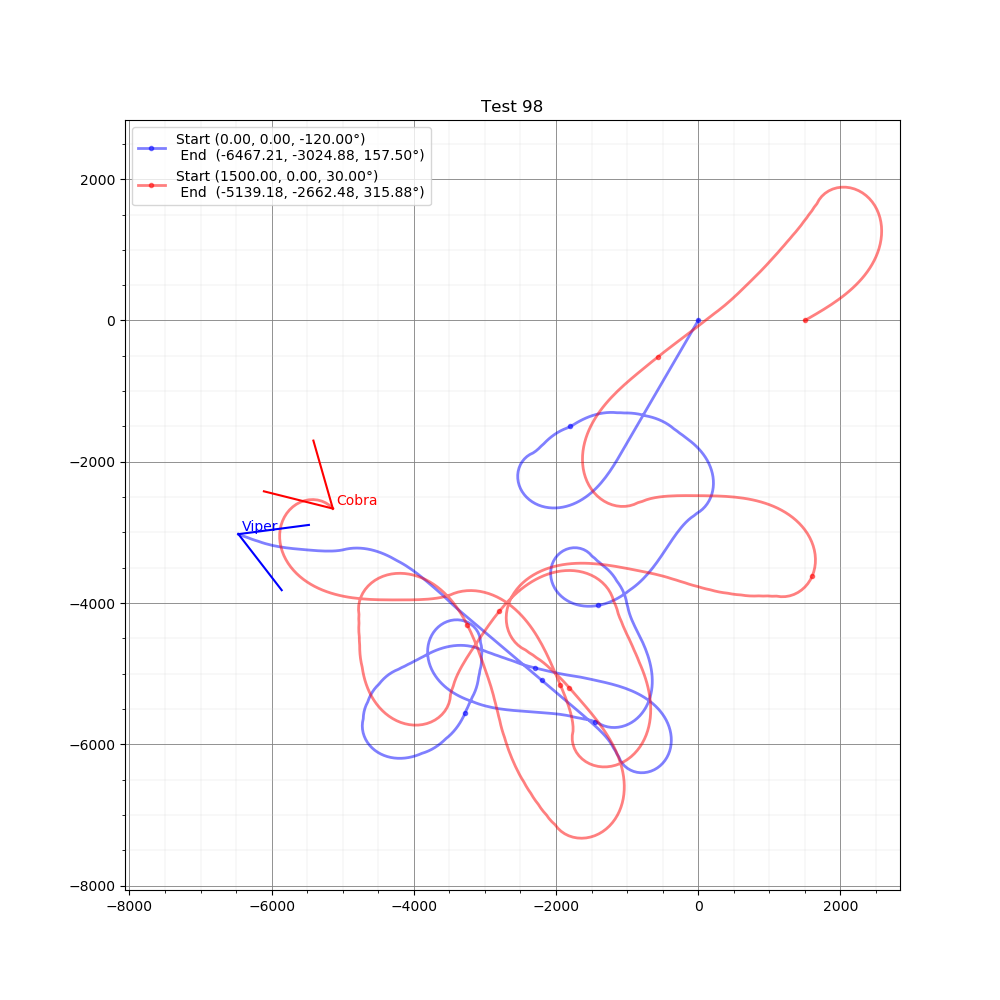 Test 98
Start (0.00, 0.00, -120.00°)
End (-6467.21, -3024.88, 157.50°)
Start (1500.00, 0.00, 30.00°)
End (-5139.18, -2662.48, 315.88°)
2000
0
−2000
−4000
−6000
−8000
Cobra
Viper
−8000
−6000
−4000
−2000
0
2000